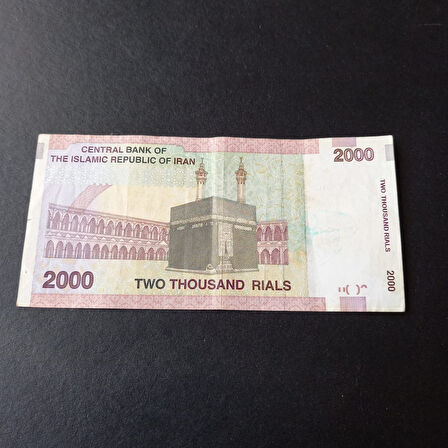 CENTRAL BANK OF
THE ISLAMIC REPUBLIC OF IRAN
2000
TWO THOUSAND RIALS
2000
2000
TWO THOUSAND RIALS